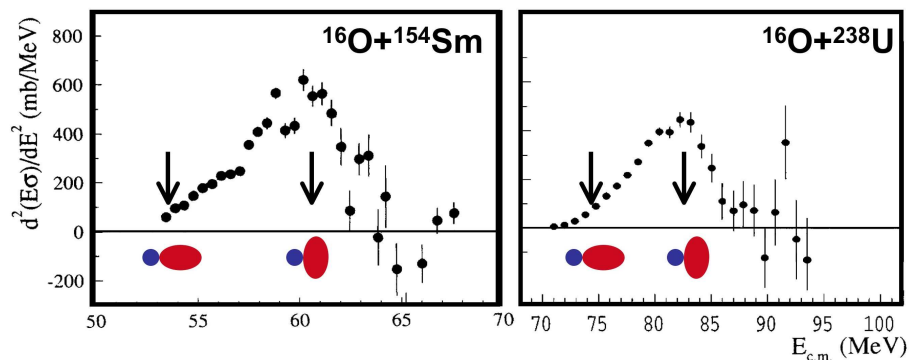 ¹⁶O+¹⁵⁴Sm
¹⁶O+²³⁸U
d²(Eσ)/dE² (mb/MeV)
800
600
400
200
0
-200
50 55 60 65 70
70 75 80 85 90 95 100
E_c.m. (MeV)